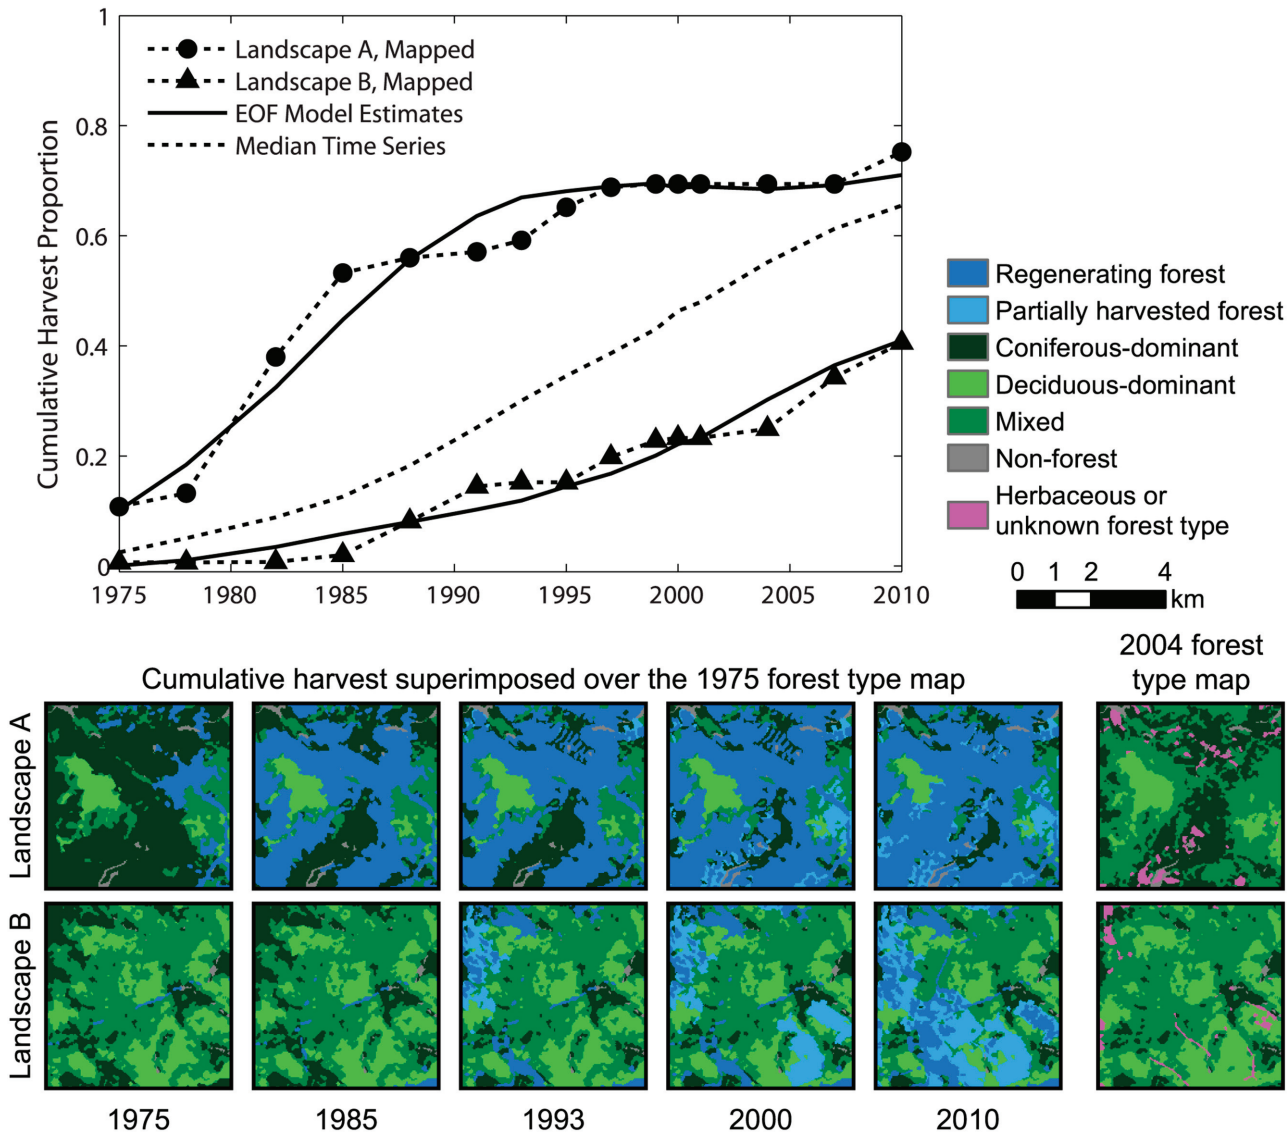 1
0.8
0.6
0.4
0.2
0
Cumulative Harvest Proportion
Landscape A, Mapped
Landscape B, Mapped
EOF Model Estimates
Median Time Series
1975 1980 1985 1990 1995 2000 2005 2010
Regenerating forest
Partially harvested forest
Coniferous-dominant
Deciduous-dominant
Mixed
Non-forest
Herbaceous or
unknown forest type
0 1 2 4
km
Cumulative harvest superimposed over the 1975 forest type map
2004 forest
type map
Landscape A
Landscape B
1975 1985 1993 2000 2010